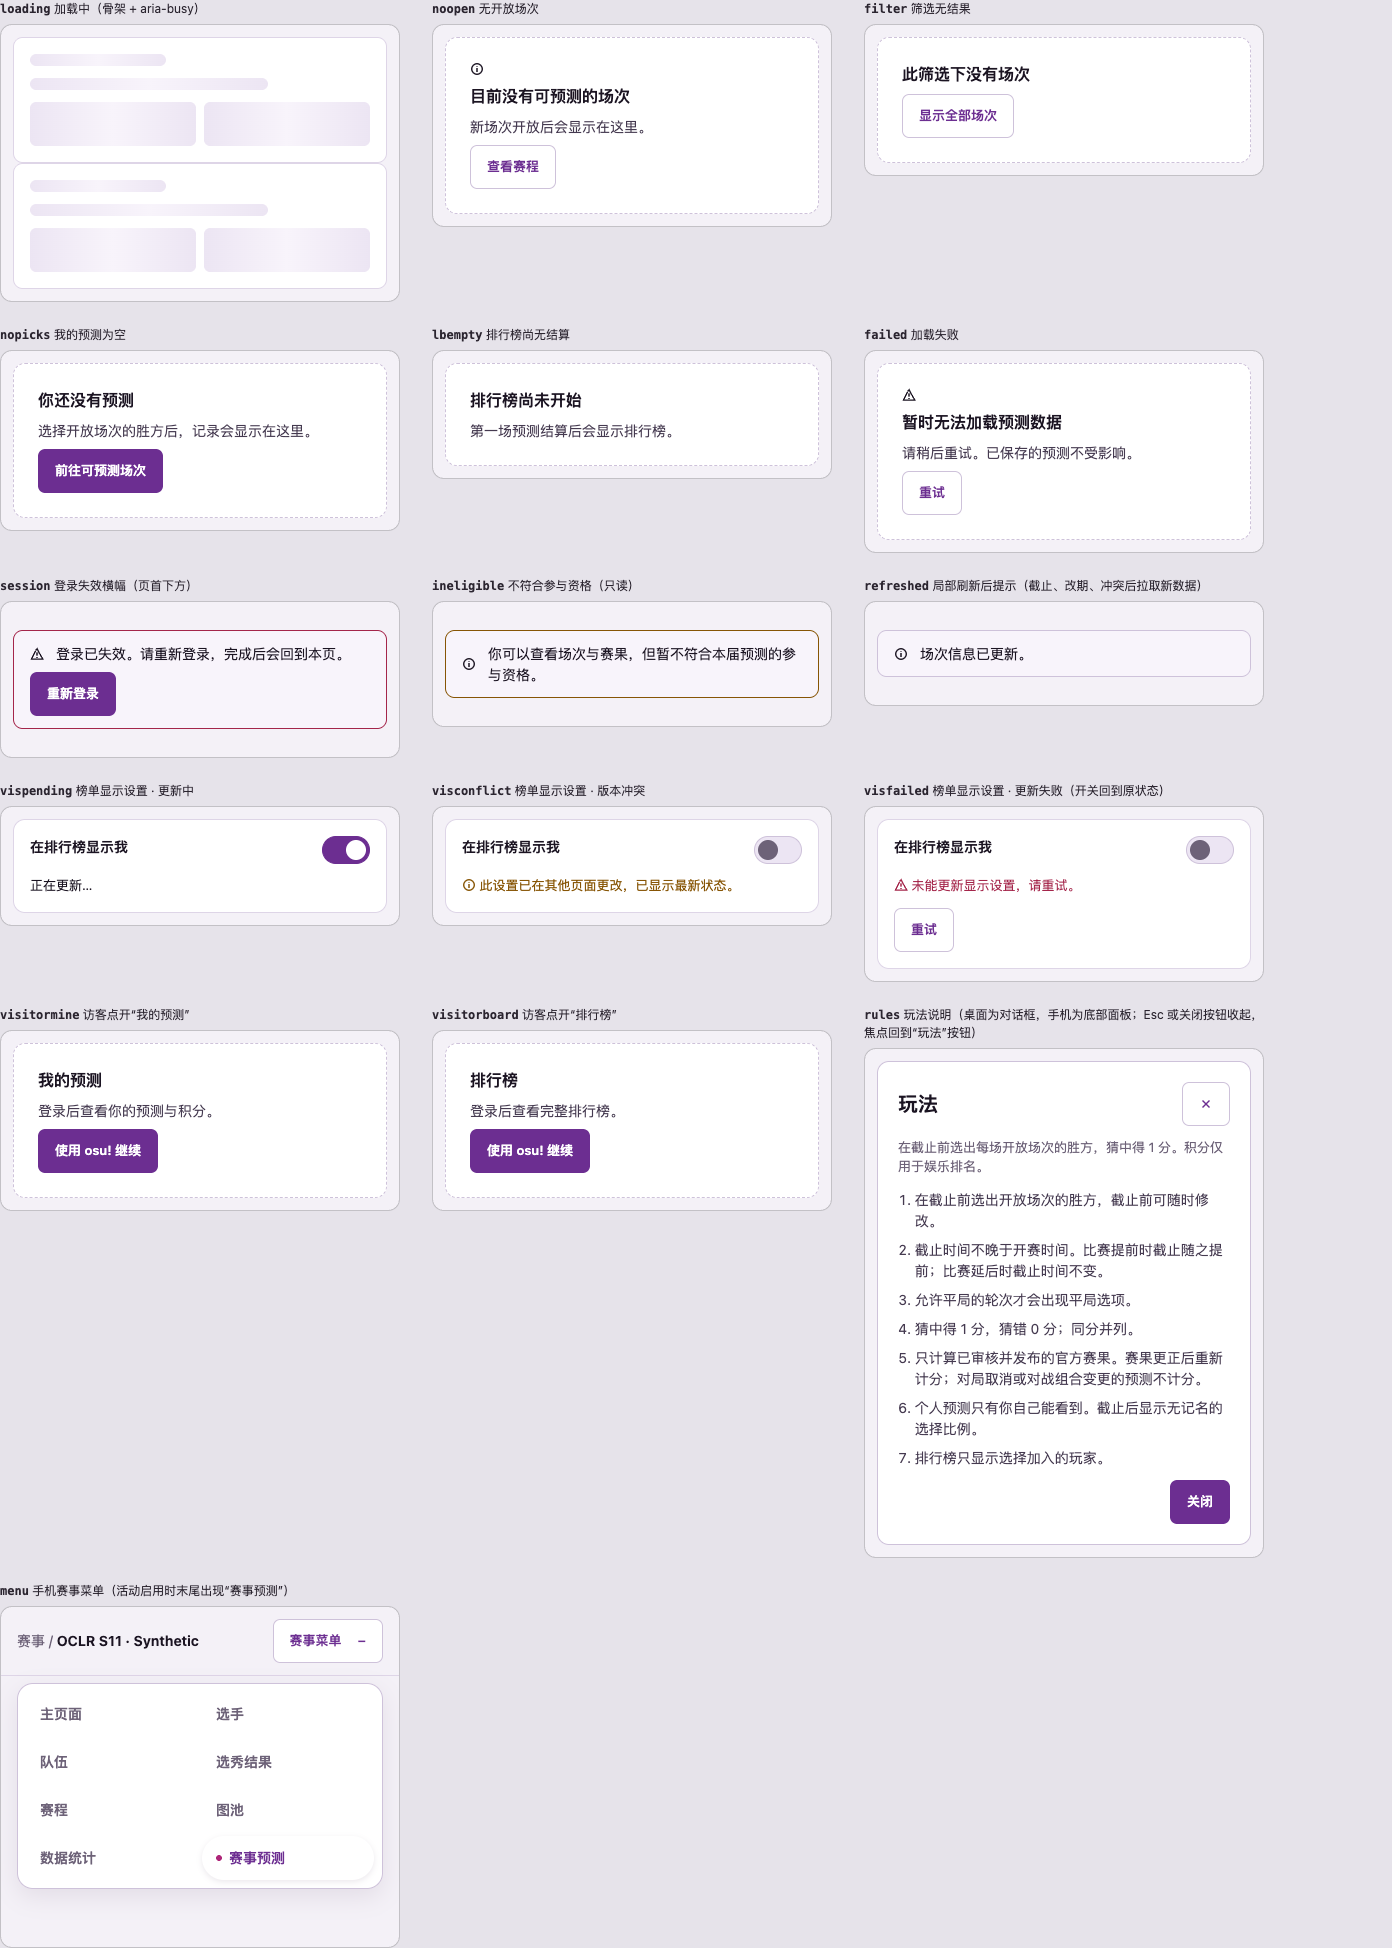 loading 加载中（骨架 + aria-busy）
noopen 无开放场次
目前没有可预测的场次
新场次开放后会显示在这里。
查看赛程
filter 筛选无结果
此筛选下没有场次
显示全部场次
nopicks 我的预测为空
你还没有预测
选择开放场次的胜方后，记录会显示在这里。
前往可预测场次
lbempty 排行榜尚无结算
排行榜尚未开始
第一场预测结算后会显示排行榜。
failed 加载失败
暂时无法加载预测数据
请稍后重试。已保存的预测不受影响。
重试
session 登录失效横幅（页首下方）
登录已失效。请重新登录，完成后会回到本页。
重新登录
ineligible 不符合参与资格（只读）
你可以查看场次与赛果，但暂不符合本届预测的参
与资格。
refreshed 局部刷新后提示（截止、改期、冲突后拉取新数据）
场次信息已更新。
vispending 榜单显示设置 · 更新中
在排行榜显示我
正在更新…
visconflict 榜单显示设置 · 版本冲突
在排行榜显示我
此设置已在其他页面更改，已显示最新状态。
visfailed 榜单显示设置 · 更新失败（开关回到原状态）
在排行榜显示我
未能更新显示设置，请重试。
重试
visitormine 访客点开“我的预测”
我的预测
登录后查看你的预测与积分。
使用 osu! 继续
visitorboard 访客点开“排行榜”
排行榜
登录后查看完整排行榜。
使用 osu! 继续
rules 玩法说明（桌面为对话框，手机为底部面板；Esc 或关闭按钮收起，
焦点回到“玩法”按钮）
玩法
×
在截止前选出每场开放场次的胜方，猜中得 1 分。积分仅
用于娱乐排名。
1. 在截止前选出开放场次的胜方，截止前可随时修
改。
2. 截止时间不晚于开赛时间。比赛提前时截止随之提
前；比赛延后时截止时间不变。
3. 允许平局的轮次才会出现平局选项。
4. 猜中得 1 分，猜错 0 分；同分并列。
5. 只计算已审核并发布的官方赛果。赛果更正后重新
计分；对局取消或对战组合变更的预测不计分。
6. 个人预测只有你自己能看到。截止后显示无记名的
选择比例。
7. 排行榜只显示选择加入的玩家。
关闭
menu 手机赛事菜单（活动启用时末尾出现“赛事预测”）
赛事 / OCLR S11 · Synthetic
赛事菜单 −
主页面
选手
队伍
选秀结果
赛程
图池
数据统计
赛事预测